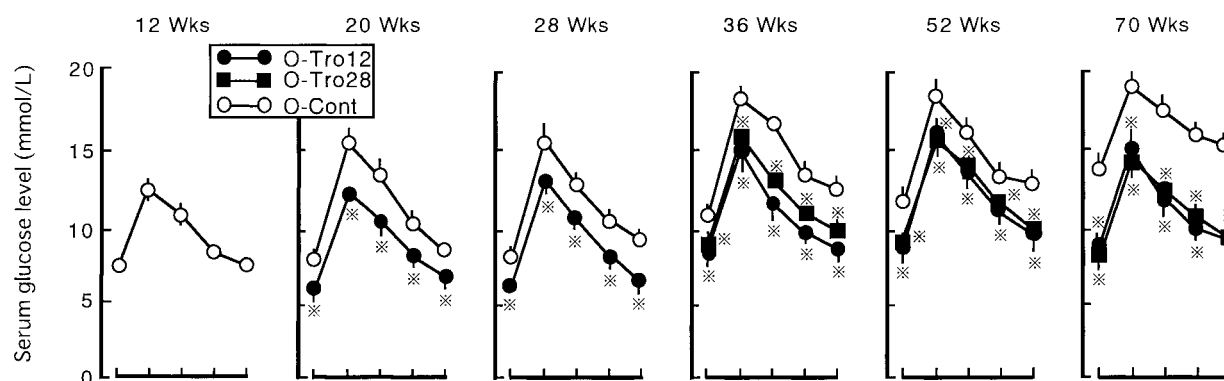 12 Wks 20 Wks 28 Wks 36 Wks 52 Wks 70 Wks
O-Tro12
O-Tro28
O-Cont
Serum glucose level (mmol/L)
20
15
10
5
0